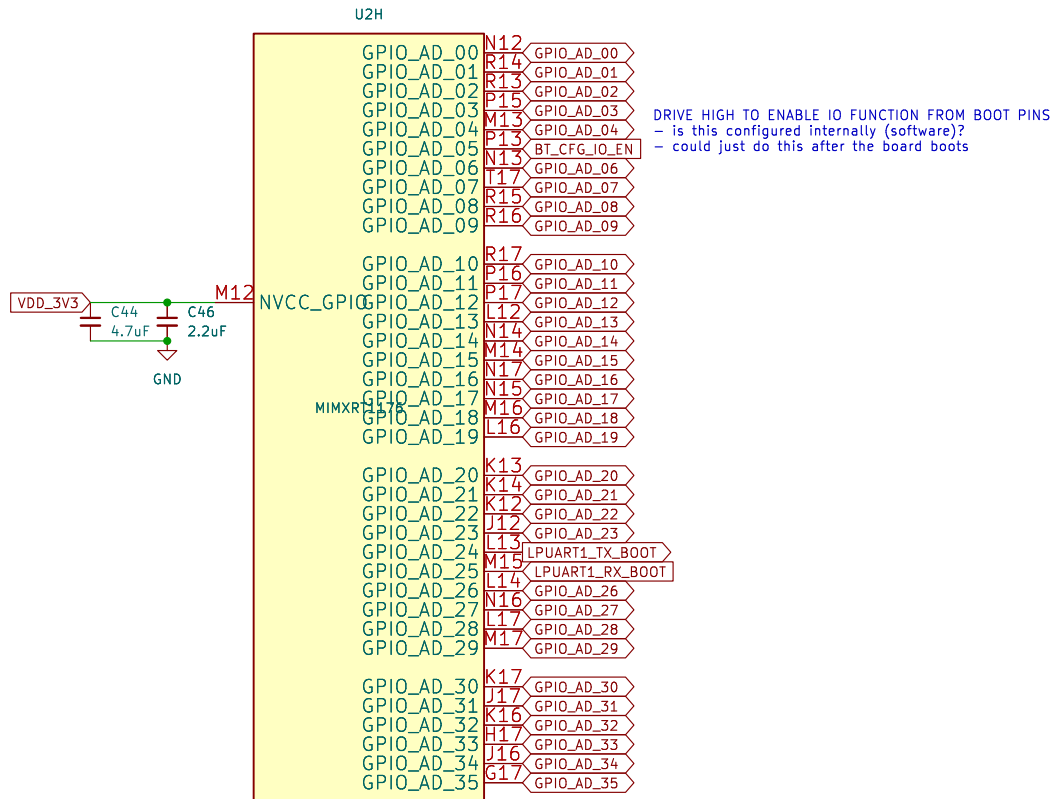 U2H
GPIO_AD_00 N12 GPIO_AD_00
GPIO_AD_01 R14 GPIO_AD_01
GPIO_AD_02 R13 GPIO_AD_02
GPIO_AD_03 P15 GPIO_AD_03
DRIVE HIGH TO ENABLE IO FUNCTION FROM BOOT PINS
GPIO_AD_04 M13 GPIO_AD_04
- is this configured internally (software)?
GPIO_AD_05 P13 BT_CFG_IO_EN
- could just do this after the board boots
GPIO_AD_06 N13 GPIO_AD_06
GPIO_AD_07 T17 GPIO_AD_07
GPIO_AD_08 R15 GPIO_AD_08
GPIO_AD_09 R16 GPIO_AD_09
GPIO_AD_10 R17 GPIO_AD_10
GPIO_AD_11 P16 GPIO_AD_11
VDD_3V3 M12 NVCC_GPIO GPIO_AD_12 P17 GPIO_AD_12
C44 C46 GPIO_AD_13 L12 GPIO_AD_13
4.7uF 2.2uF GPIO_AD_14 N14 GPIO_AD_14
GPIO_AD_15 M14 GPIO_AD_15
GND GPIO_AD_16 N17 GPIO_AD_16
GPIO_AD_17 N15 GPIO_AD_17
MIMXRT1176
GPIO_AD_18 M16 GPIO_AD_18
GPIO_AD_19 L16 GPIO_AD_19
GPIO_AD_20 K13 GPIO_AD_20
GPIO_AD_21 K14 GPIO_AD_21
GPIO_AD_22 K12 GPIO_AD_22
GPIO_AD_23 J12 GPIO_AD_23
GPIO_AD_24 L13 LPUART1_TX_BOOT
GPIO_AD_25 M15 LPUART1_RX_BOOT
GPIO_AD_26 L14 GPIO_AD_26
GPIO_AD_27 N16 GPIO_AD_27
GPIO_AD_28 L17 GPIO_AD_28
GPIO_AD_29 M17 GPIO_AD_29
GPIO_AD_30 K17 GPIO_AD_30
GPIO_AD_31 J17 GPIO_AD_31
GPIO_AD_32 K16 GPIO_AD_32
GPIO_AD_33 H17 GPIO_AD_33
GPIO_AD_34 J16 GPIO_AD_34
GPIO_AD_35 G17 GPIO_AD_35